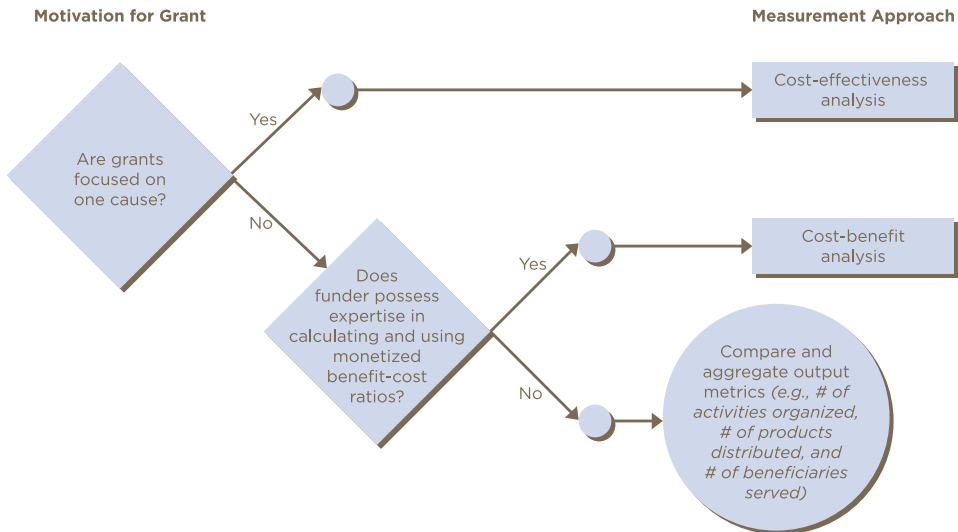 Motivation for Grant
Measurement Approach
Yes
Cost-effectiveness
analysis
Are grants
focused on
one cause?
No
Yes
Cost-benefit
analysis
Does
funder possess
expertise in
calculating and using
monetized
benefit-cost
ratios?
No
Compare and
aggregate output
metrics (e.g., # of
activities organized,
# of products
distributed, and
# of beneficiaries
served)